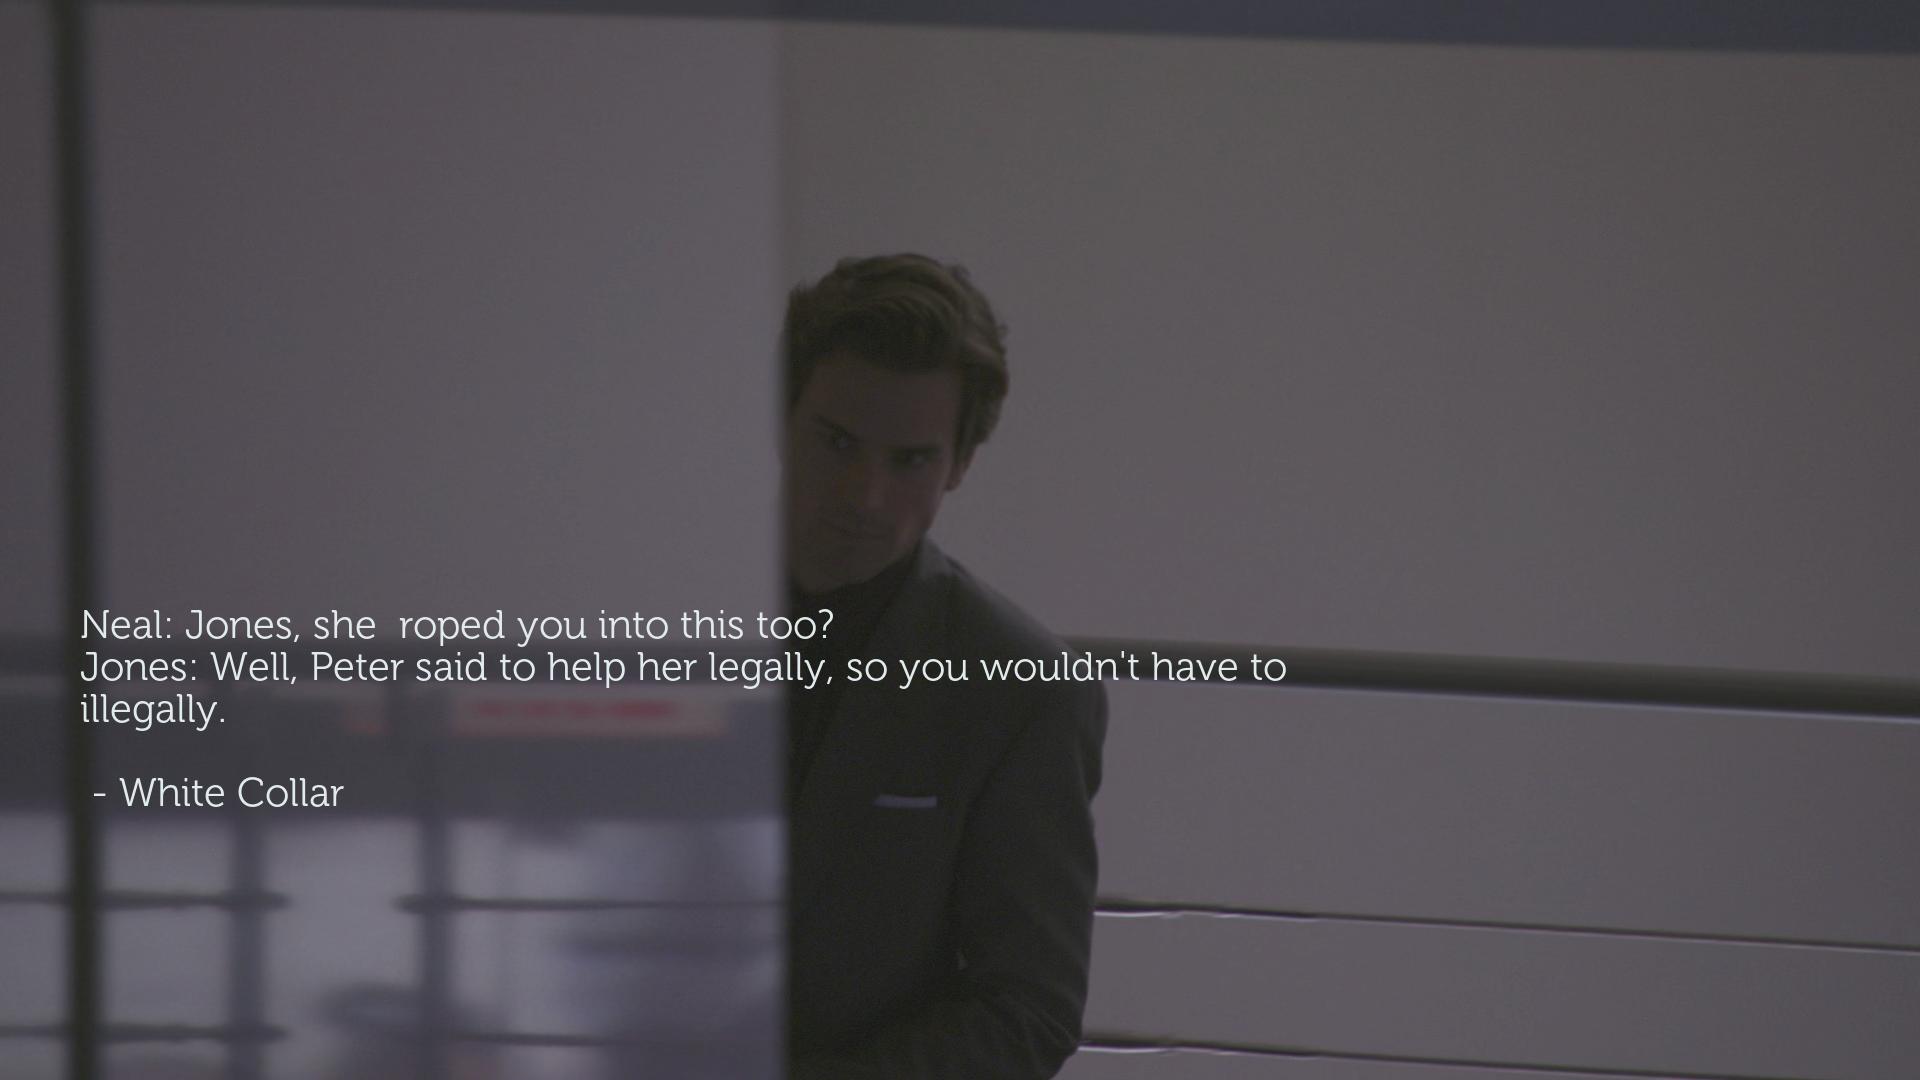 Neal: Jones, she  roped you into this too?
Jones: Well, Peter said to help her legally, so you wouldn't have to
illegally.
- White Collar